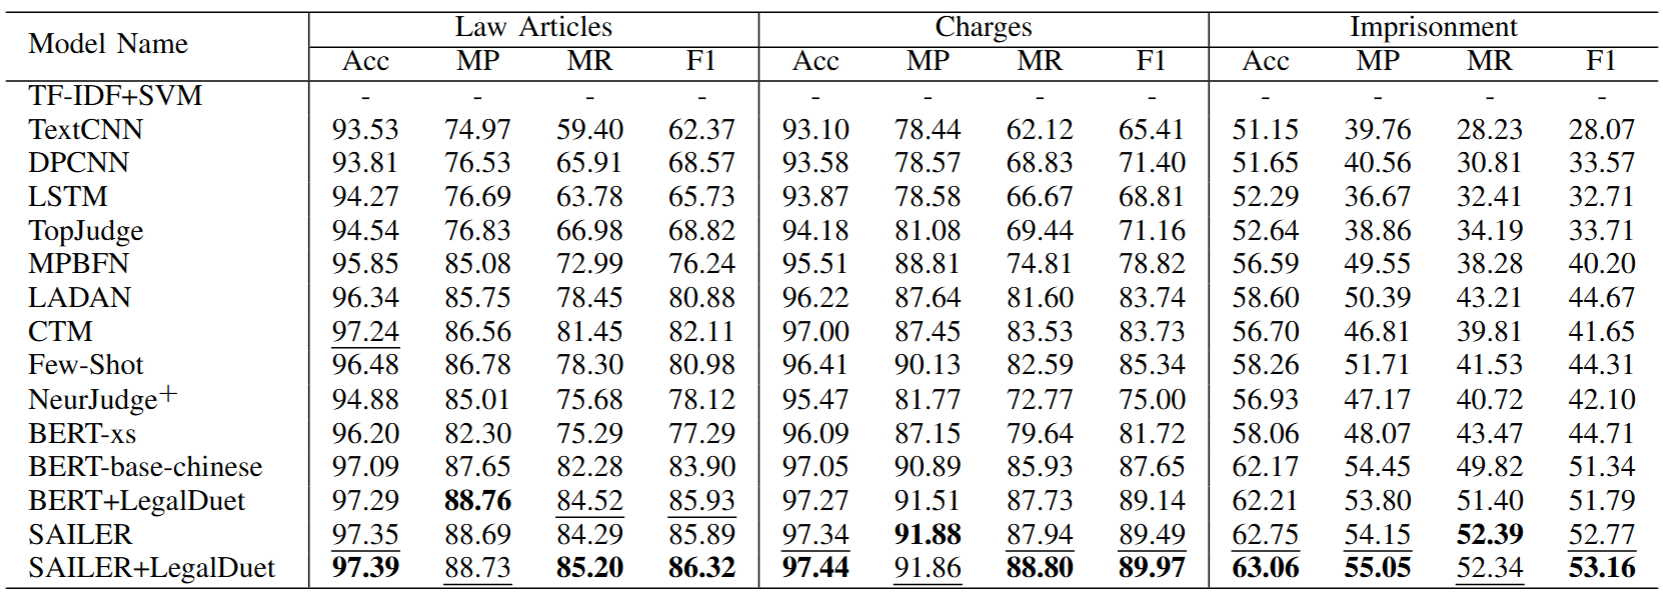 Model Name Law Articles Charges Imprisonment
Acc MP MR F1 Acc MP MR F1 Acc MP MR F1
TF-IDF+SVM - - - - - - - - - - - -
TextCNN 93.53 74.97 59.40 62.37 93.10 78.44 62.12 65.41 51.15 39.76 28.23 28.07
DPCNN 93.81 76.53 65.91 68.57 93.58 78.57 68.83 71.40 51.65 40.56 30.81 33.57
LSTM 94.27 76.69 63.78 65.73 93.87 78.58 66.67 68.81 52.29 36.67 32.41 32.71
TopJudge 94.54 76.83 66.98 68.82 94.18 81.08 69.44 71.16 52.64 38.86 34.19 33.71
MPBFN 95.85 85.08 72.99 76.24 95.51 88.81 74.81 78.82 56.59 49.55 38.28 40.20
LADAN 96.34 85.75 78.45 80.88 96.22 87.64 81.60 83.74 58.60 50.39 43.21 44.67
CTM 97.24 86.56 81.45 82.11 97.00 87.45 83.53 83.73 56.70 46.81 39.81 41.65
Few-Shot 96.48 86.78 78.30 80.98 96.41 90.13 82.59 85.34 58.26 51.71 41.53 44.31
NeurJudge+ 94.88 85.01 75.68 78.12 95.47 81.77 72.77 75.00 56.93 47.17 40.72 42.10
BERT-xs 96.20 82.30 75.29 77.29 96.09 87.15 79.64 81.72 58.06 48.07 43.47 44.71
BERT-base-chinese 97.09 87.65 82.28 83.90 97.05 90.89 85.93 87.65 62.17 54.45 49.82 51.34
BERT+LegalDuet 97.29 88.76 84.52 85.93 97.27 91.51 87.73 89.14 62.21 53.80 51.40 51.79
SAILER 97.35 88.69 84.29 85.89 97.34 91.88 87.94 89.49 62.75 54.15 52.39 52.77
SAILER+LegalDuet 97.39 88.73 85.20 86.32 97.44 91.86 88.80 89.97 63.06 55.05 52.34 53.16